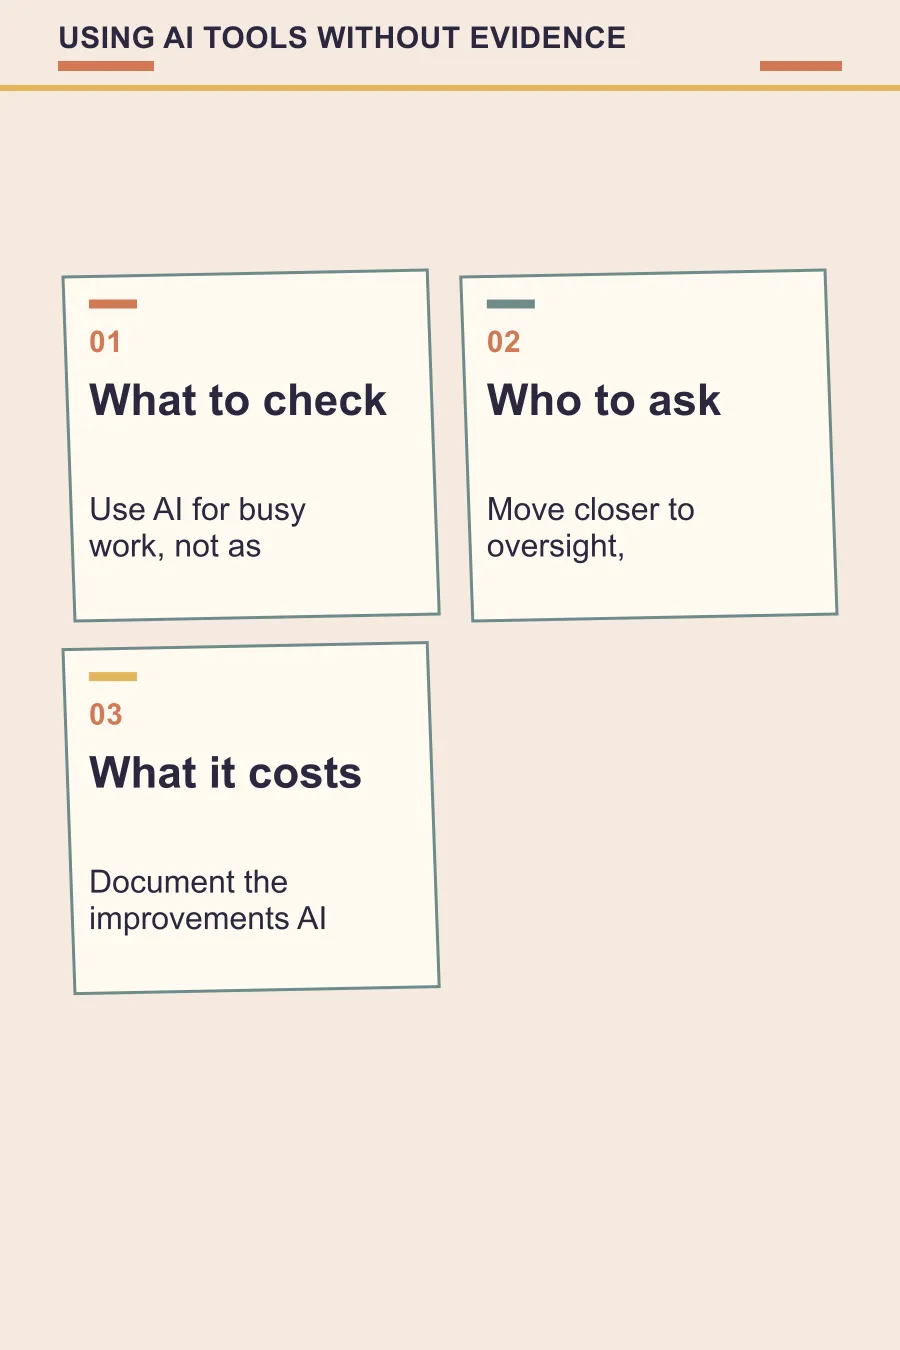 USING AI TOOLS WITHOUT EVIDENCE
01
What to check
Use AI for busy
work, not as
02
Who to ask
Move closer to
oversight,
03
What it costs
Document the
improvements AI